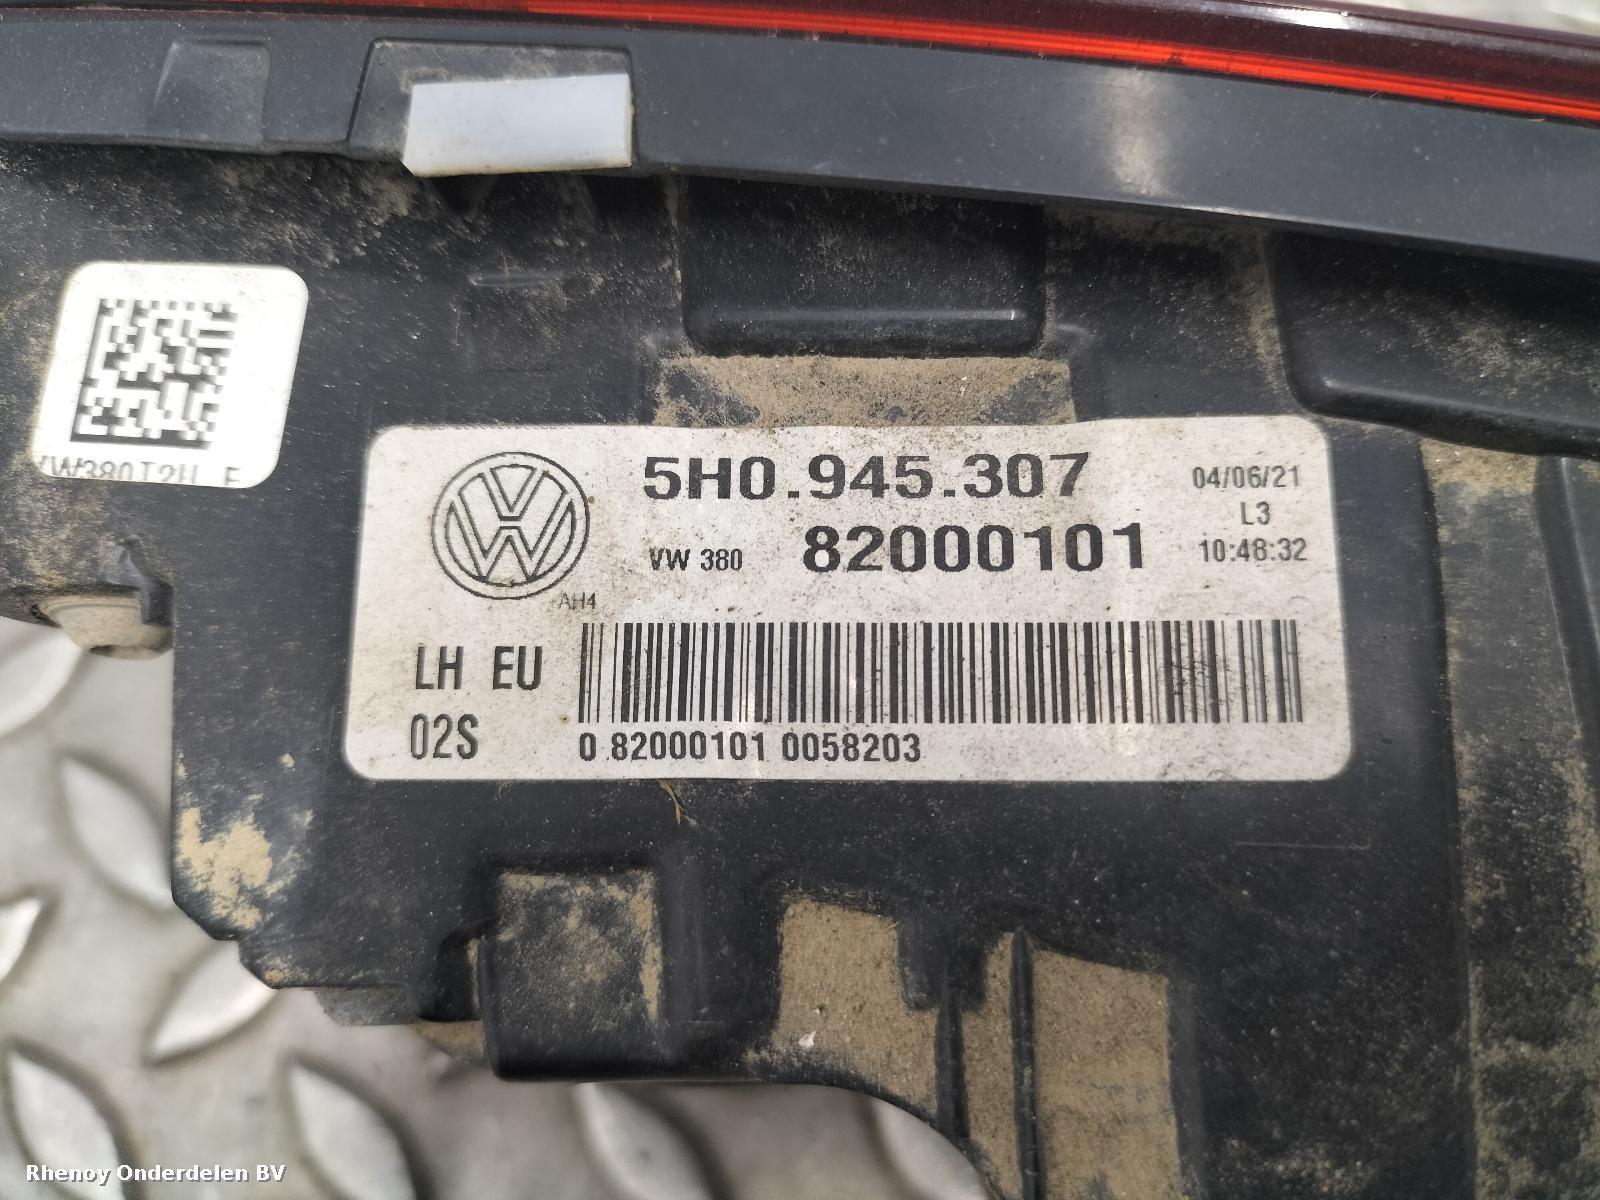 5H0.945.307
04/06/21
L3
VW 380
82000101
10:48:32
AH4
LH EU
02S
0 82000101 0058203
Rhenoy Onderdelen BV